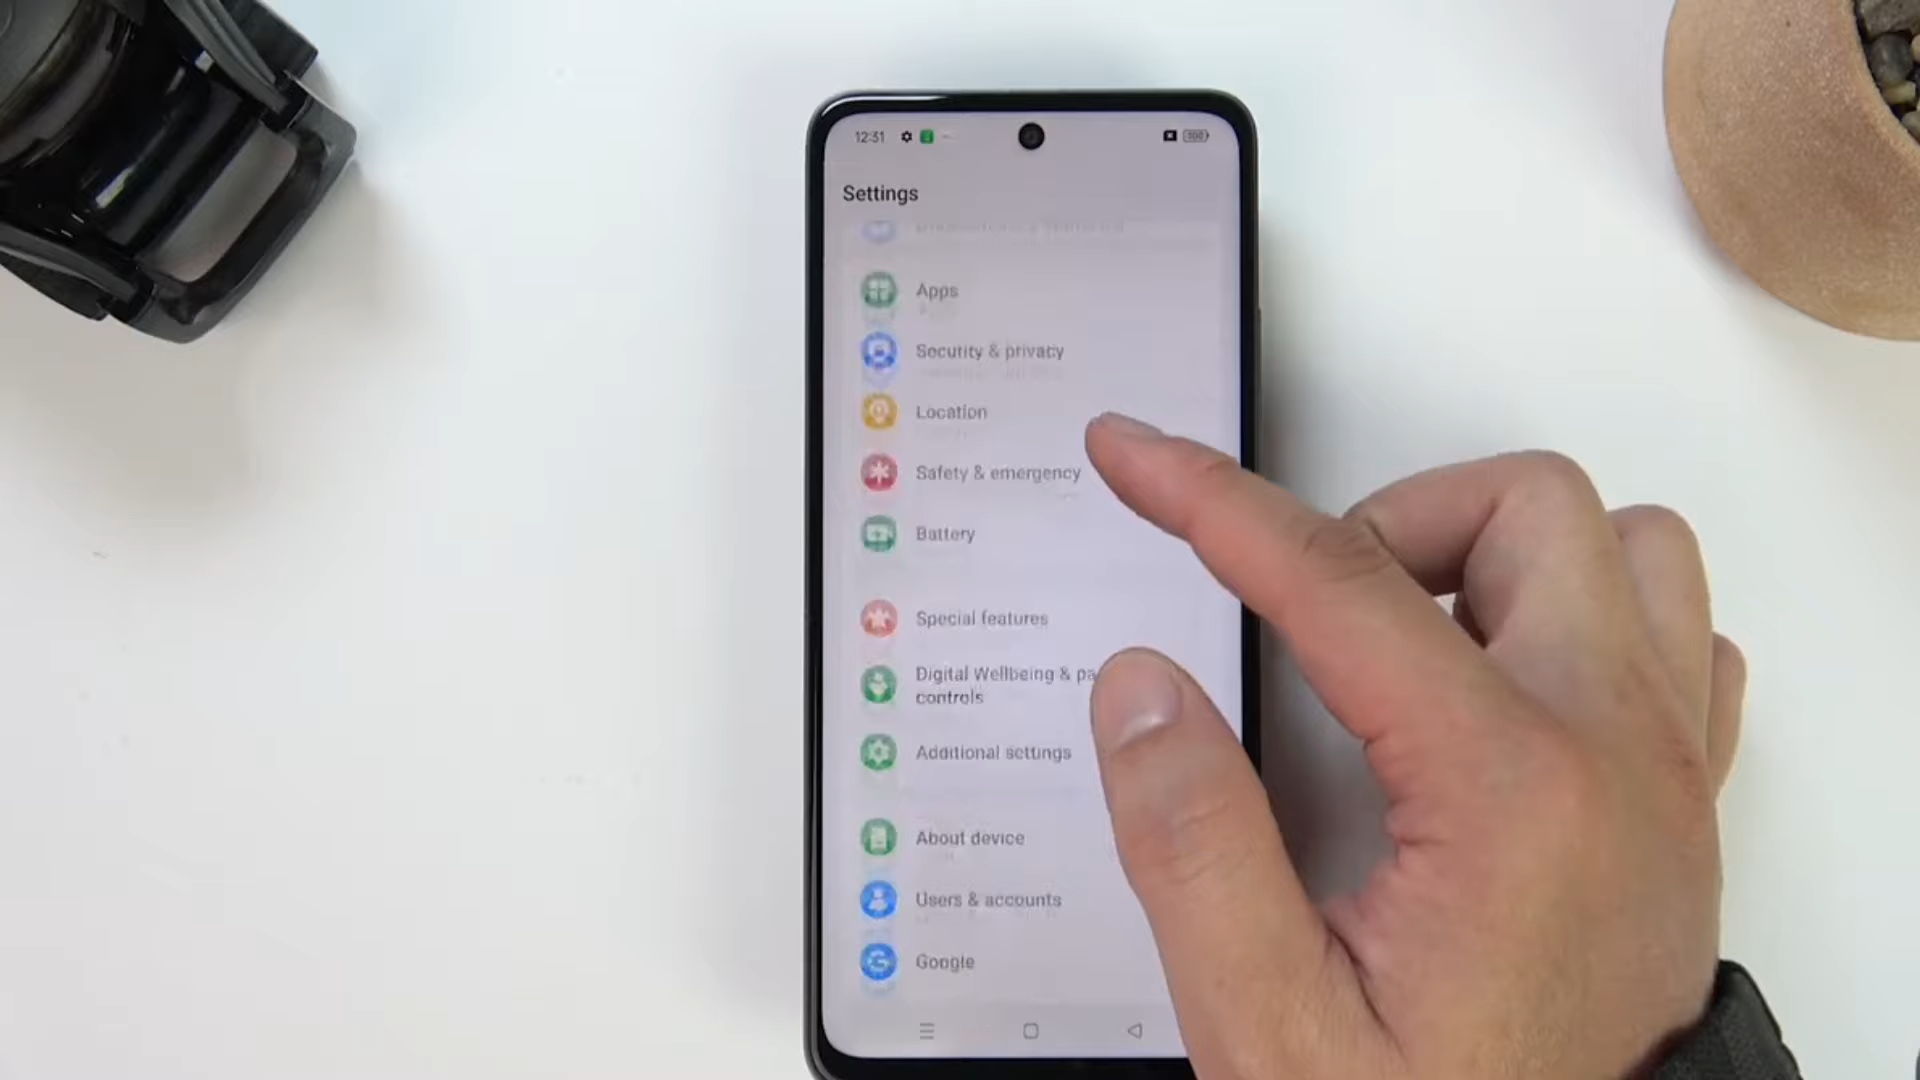 12:31
100
Settings
Apps
Security & privacy
Location
Safety & emergency
Battery
Special features
Digital Wellbeing & pa
controls
Additional settings
About device
Users & accounts
Google